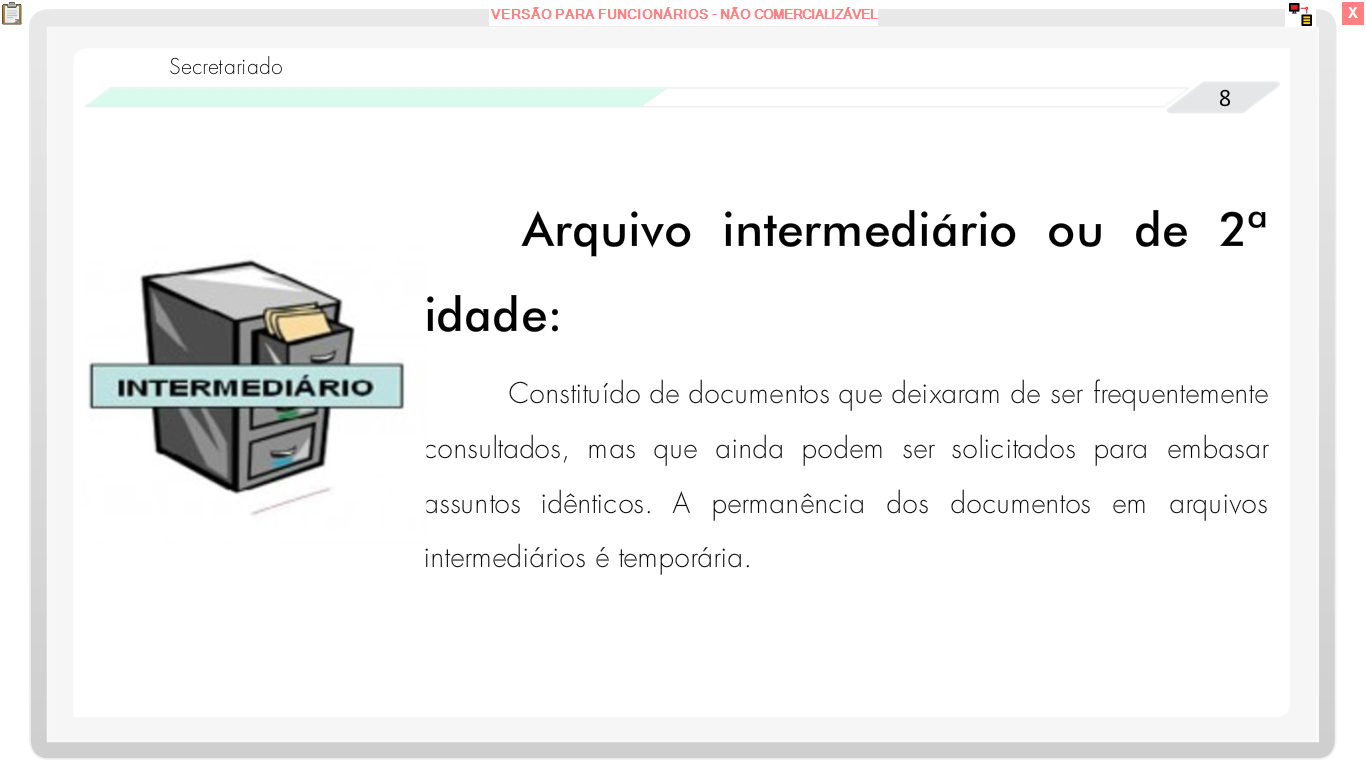 VERSÃO PARA FUNCIONÁRIOS - NÃO COMERCIALIZÁVEL
X
Secretariado
8
Arquivo intermediário ou de 2ª
idade:
INTERMEDIÁRIO
Constituído de documentos que deixaram de ser frequentemente
consultados, mas que ainda podem ser solicitados para embasar
assuntos idênticos. A permanência dos documentos em arquivos
intermediários é temporária.